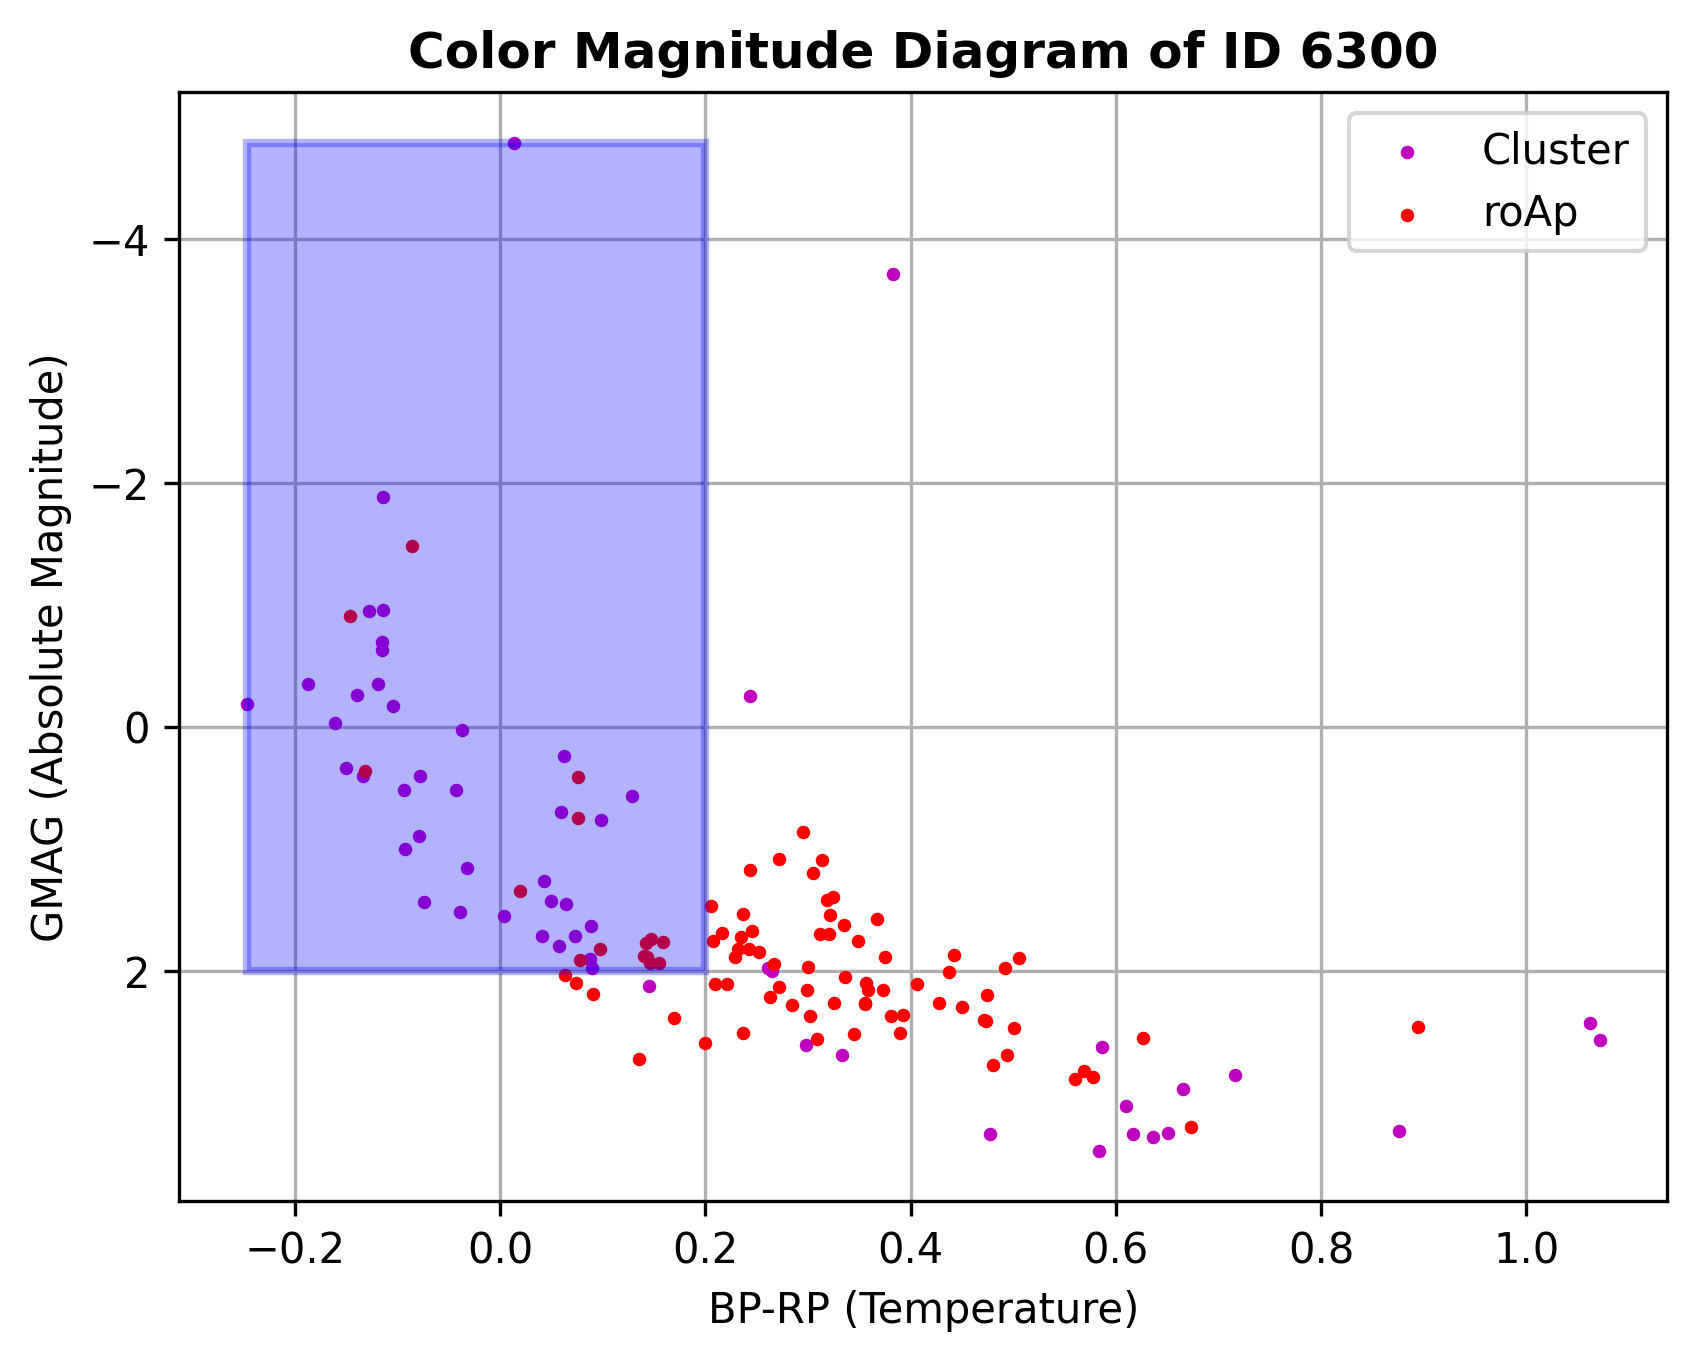 Color Magnitude Diagram of ID 6300
Cluster
roAp
−4
−2
0
2
GMAG (Absolute Magnitude)
−0.2 0.0 0.2 0.4 0.6 0.8 1.0
BP-RP (Temperature)